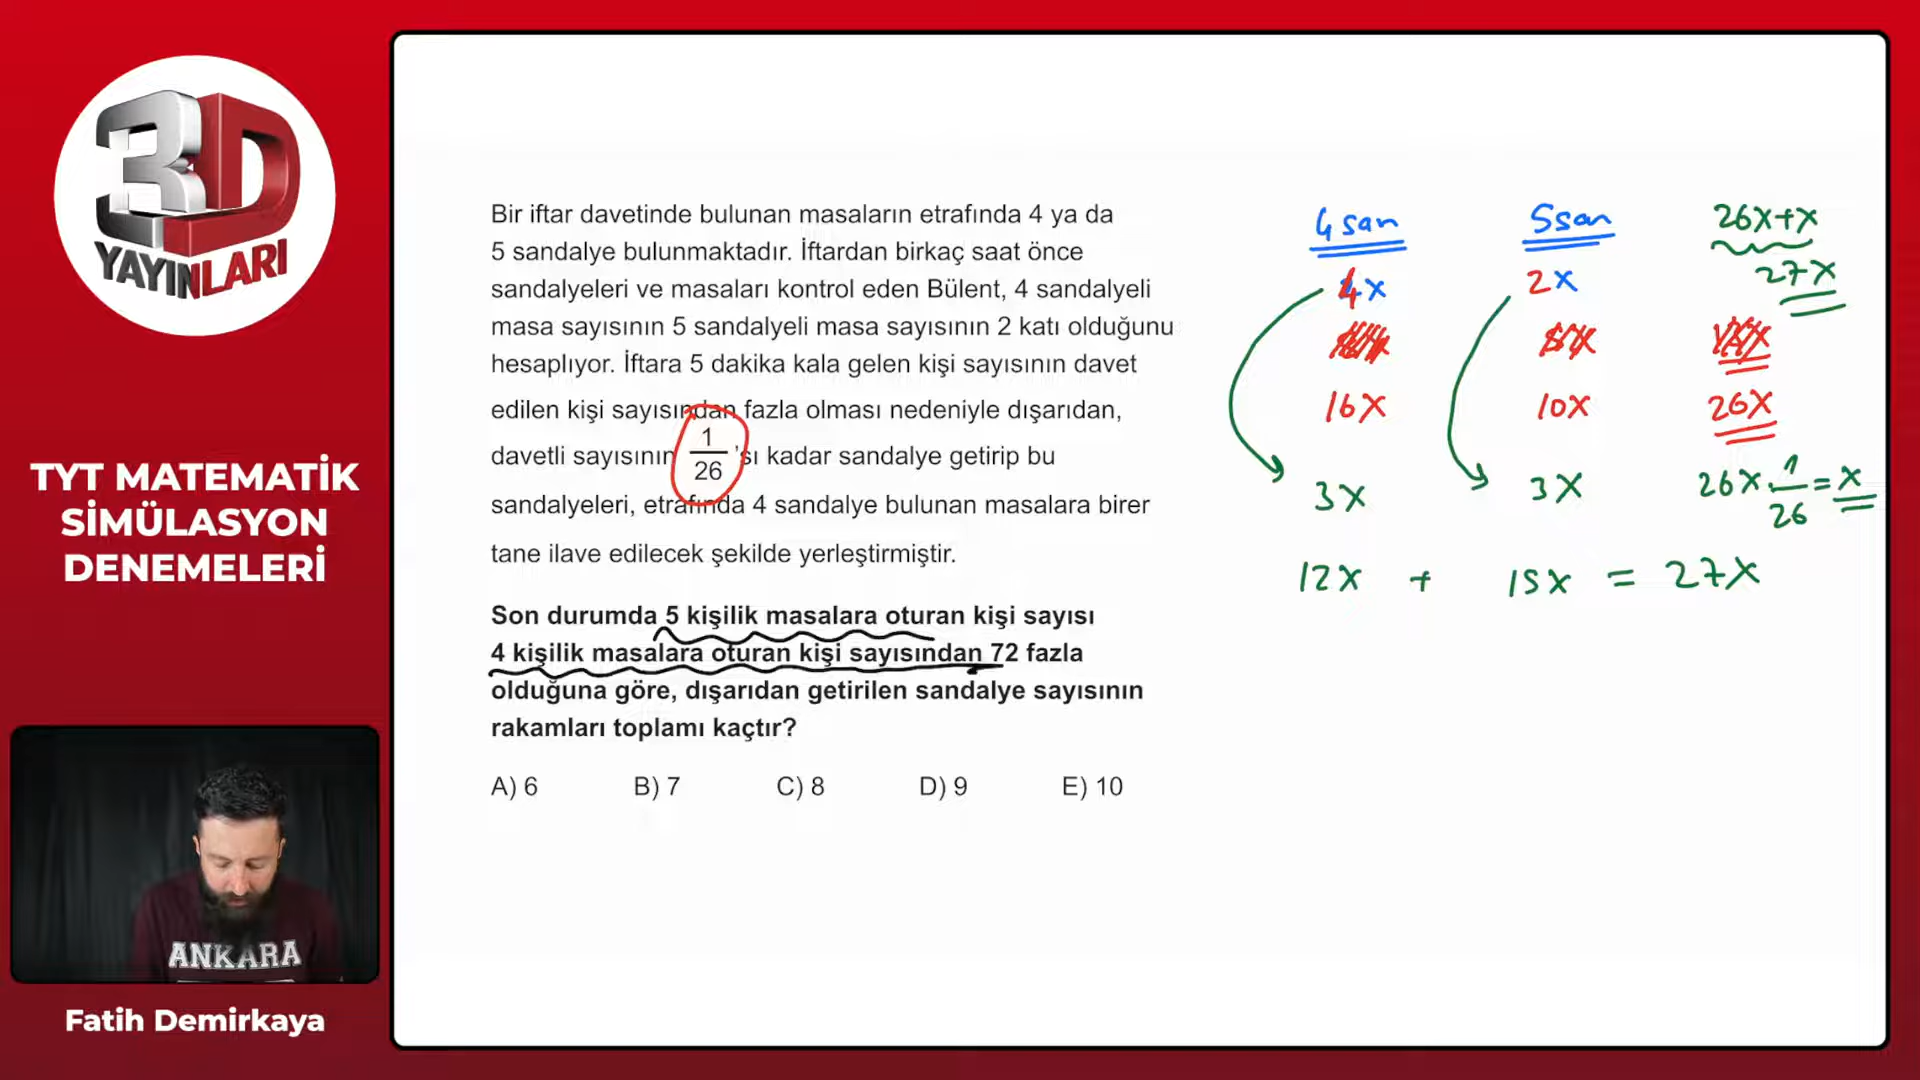 3D
YAYINLARI
TYT MATEMATİK
SİMÜLASYON
DENEMELERİ
ANKARA
Fatih Demirkaya
Bir iftar davetinde bulunan masaların etrafında 4 ya da
5 sandalye bulunmaktadır. İftardan birkaç saat önce
sandalyeleri ve masaları kontrol eden Bülent, 4 sandalyeli
masa sayısının 5 sandalyeli masa sayısının 2 katı olduğunu
hesaplıyor. İftara 5 dakika kala gelen kişi sayısının davet
edilen kişi sayısından fazla olması nedeniyle dışarıdan,
davetli sayısının 1/26 'sı kadar sandalye getirip bu
sandalyeleri, etrafında 4 sandalye bulunan masalara birer
tane ilave edilecek şekilde yerleştirmiştir.
Son durumda 5 kişilik masalara oturan kişi sayısı
4 kişilik masalara oturan kişi sayısından 72 fazla
olduğuna göre, dışarıdan getirilen sandalye sayısının
rakamları toplamı kaçtır?
A) 6 B) 7 C) 8 D) 9 E) 10
4 san 5 san 26x+x
27x
4x 2x
16x 10x 26x
3x 3x 26x . 1/26 = x
12x + 15x = 27x